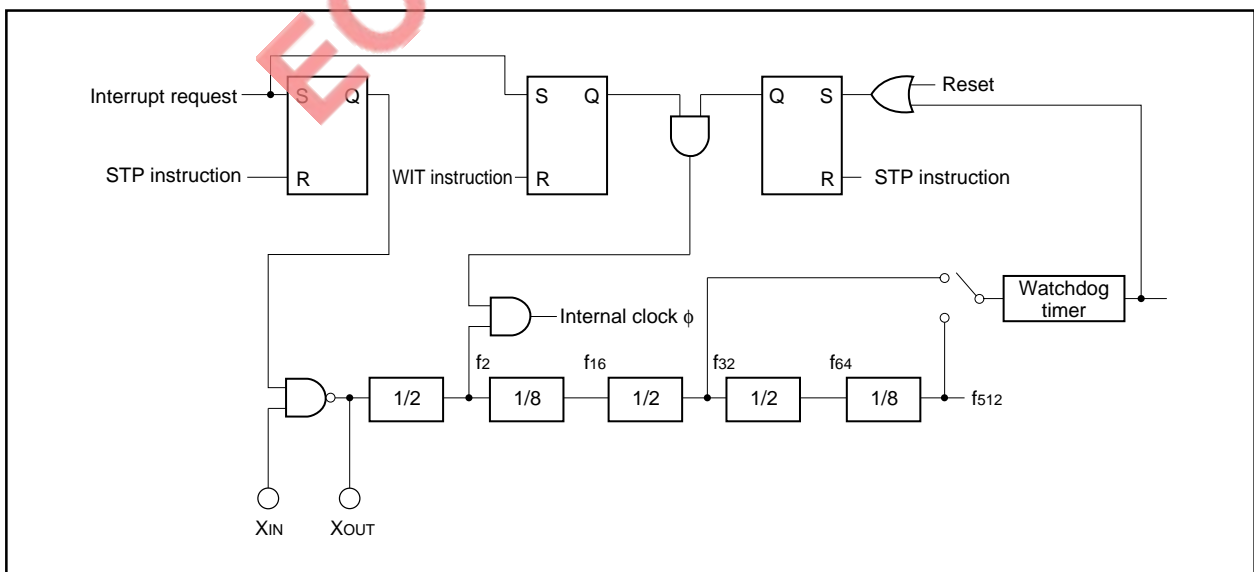 EO
Interrupt request
S Q
S Q
Q S
Reset
STP instruction
R
WIT instruction
R
R
STP instruction
Internal clock ϕ
Watchdog
timer
f2
f16
f32
f64
1/2
1/8
1/2
1/2
1/8
f512
XIN
XOUT